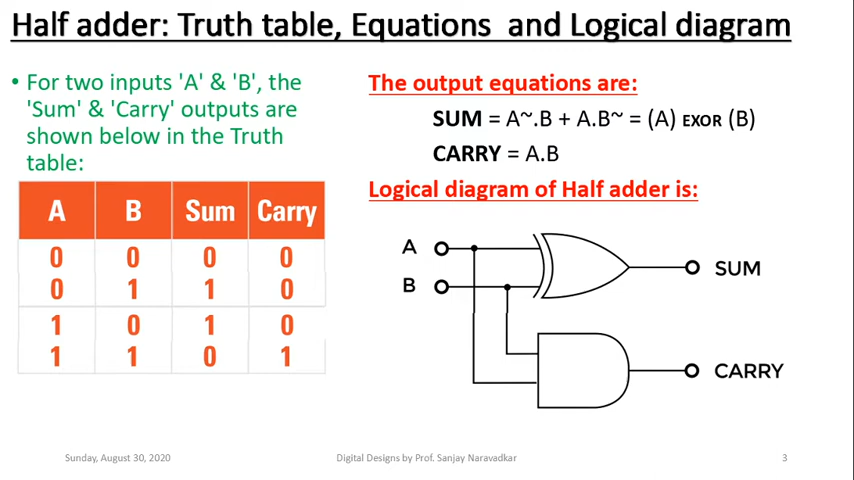 Half adder: Truth table, Equations and Logical diagram
• For two inputs 'A' & 'B', the
'Sum' & 'Carry' outputs are
shown below in the Truth
table:
A B Sum Carry
0 0 0 0
0 1 1 0
1 0 1 0
1 1 0 1
The output equations are:
SUM = A~.B + A.B~ = (A) EXOR (B)
CARRY = A.B
Logical diagram of Half adder is:
A
B
SUM
CARRY
Sunday, August 30, 2020
Digital Designs by Prof. Sanjay Naravadkar
3